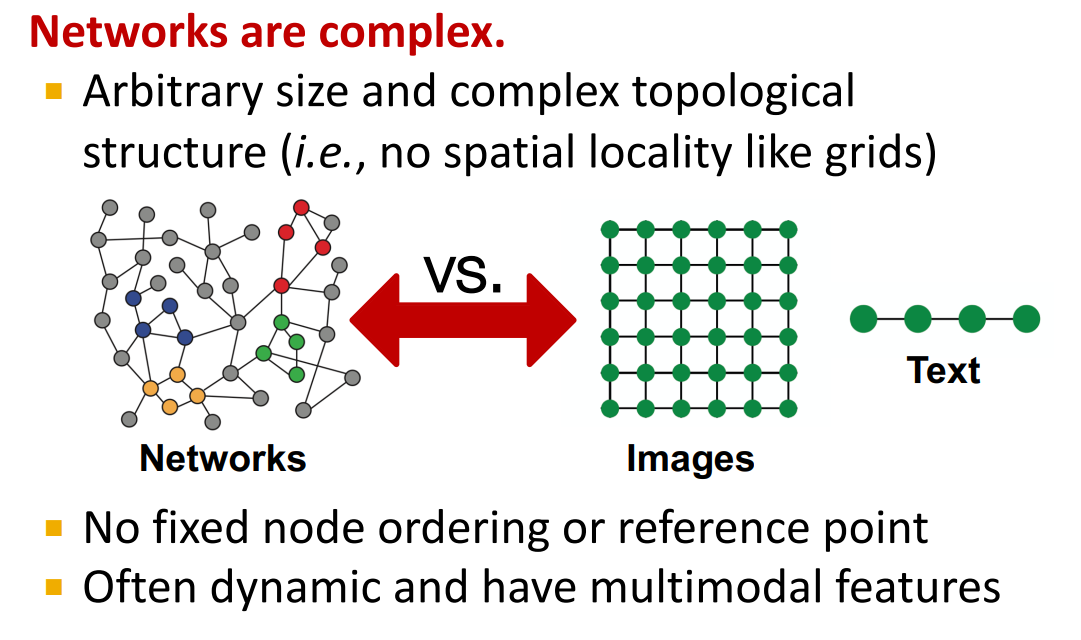 Networks are complex.
▪ Arbitrary size and complex topological
structure (i.e., no spatial locality like grids)
vs.
Text
Networks
Images
▪ No fixed node ordering or reference point
▪ Often dynamic and have multimodal features